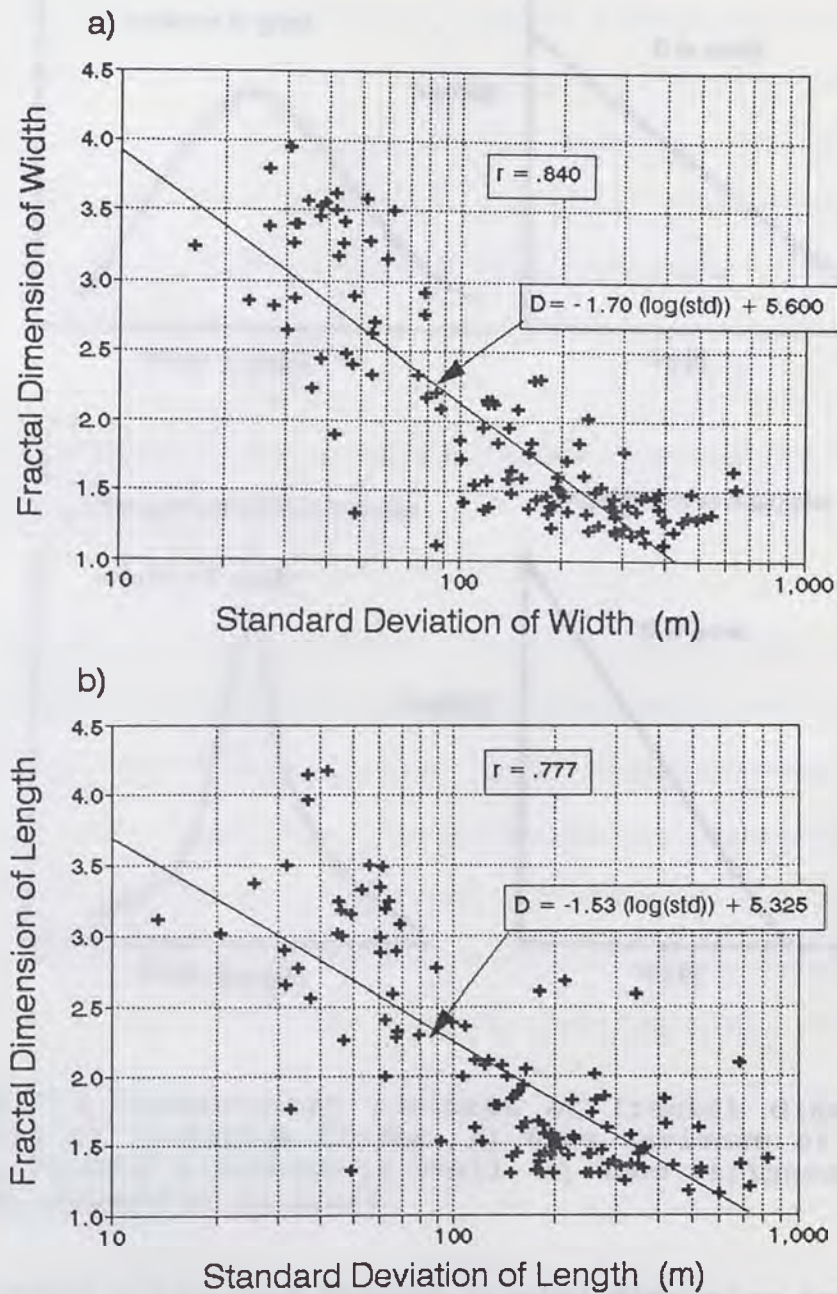 a)
Fractal Dimension of Width
4.5
4.0
3.5
3.0
2.5
2.0
1.5
1.0
r = .840
D = - 1.70 (log(std)) + 5.600
10
100
1,000
Standard Deviation of Width (m)
b)
Fractal Dimension of Length
4.5
4.0
3.5
3.0
2.5
2.0
1.5
1.0
r = .777
D = -1.53 (log(std)) + 5.325
10
100
1,000
Standard Deviation of Length (m)